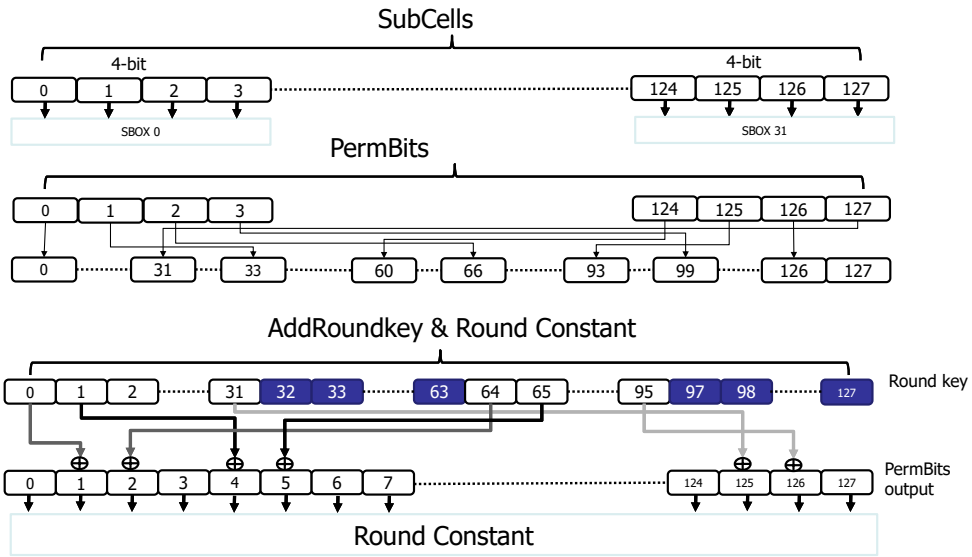 SubCells
4-bit 4-bit
0 1 2 3 124 125 126 127
SBOX 0 SBOX 31
PermBits
0 1 2 3 124 125 126 127
0 31 33 60 66 93 99 126 127
AddRoundkey & Round Constant
0 1 2 31 32 33 63 64 65 95 97 98 127 Round key
0 1 2 3 4 5 6 7 124 125 126 127 PermBits
output
Round Constant